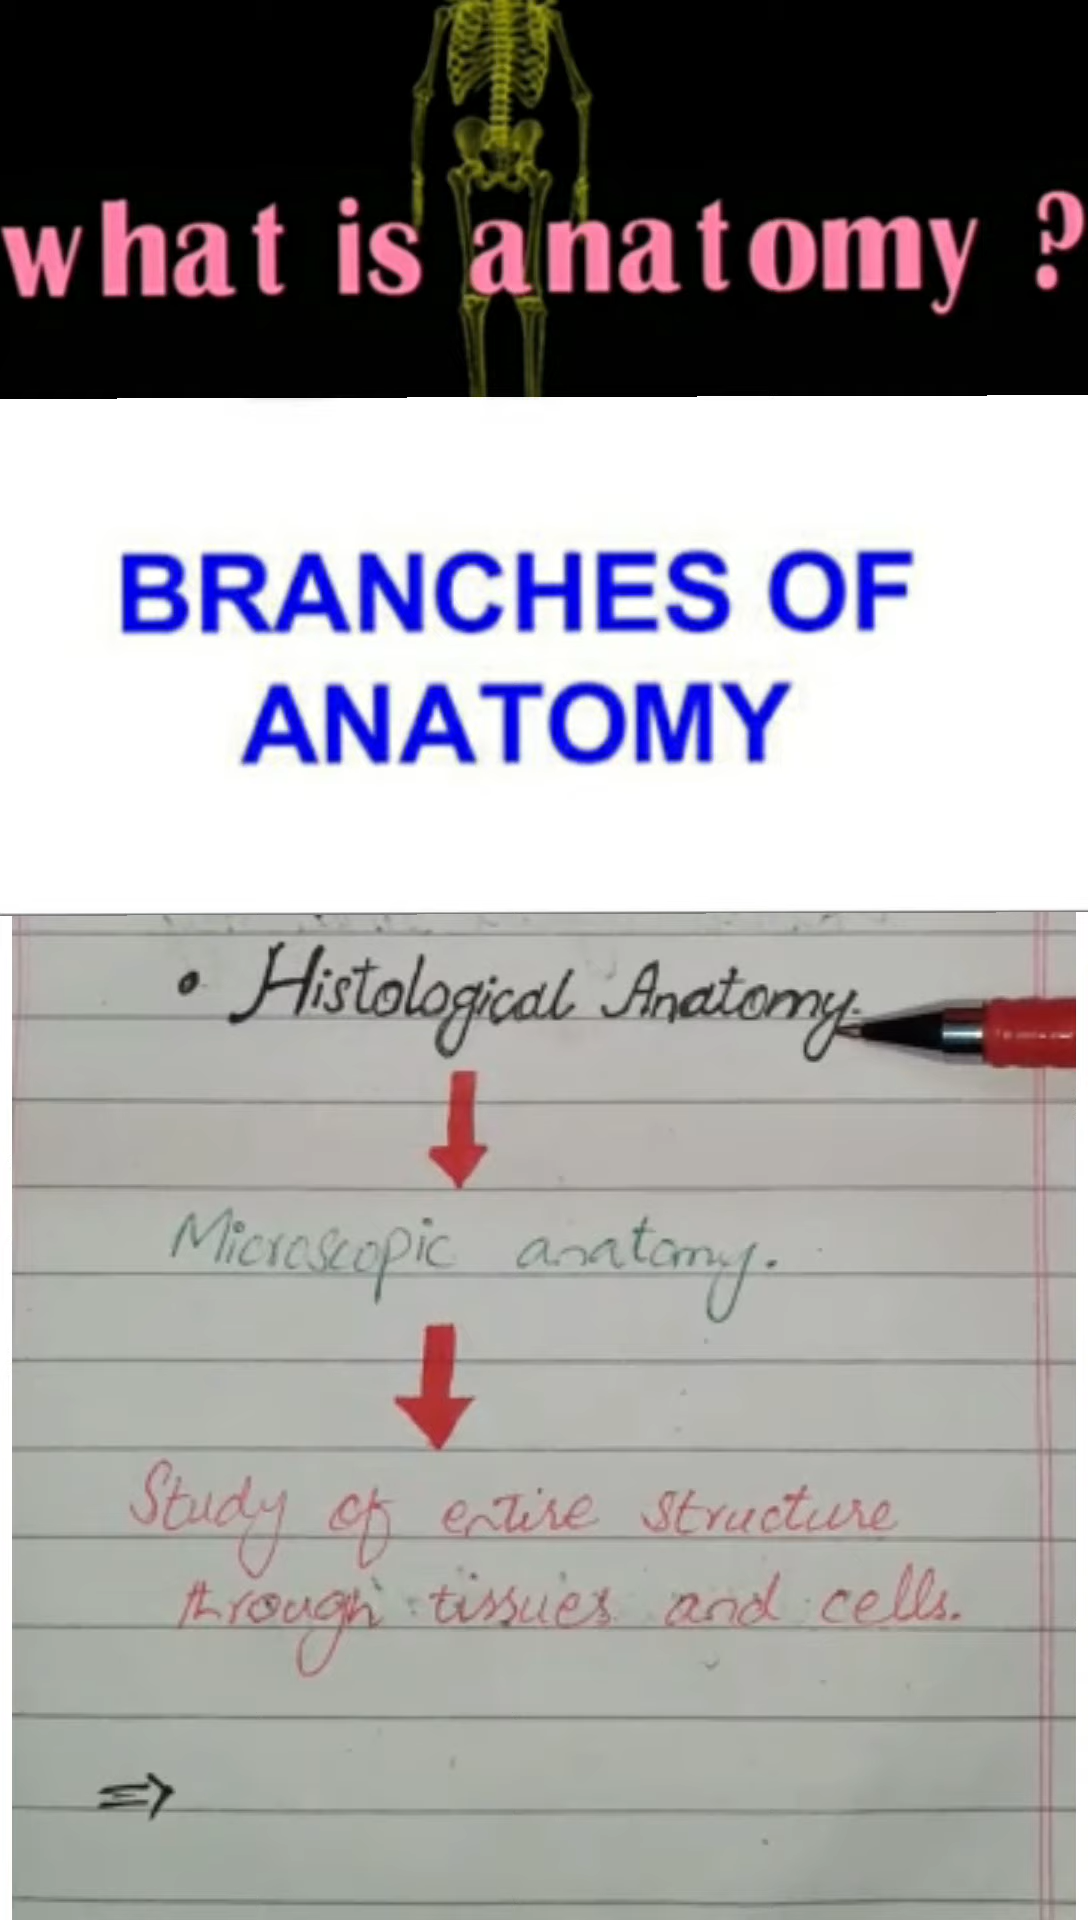 what is anatomy ?
BRANCHES OF
ANATOMY
• Histological Anatomy.
Microscopic anatomy.
Study of entire structure
through tissues and cells.
⇒